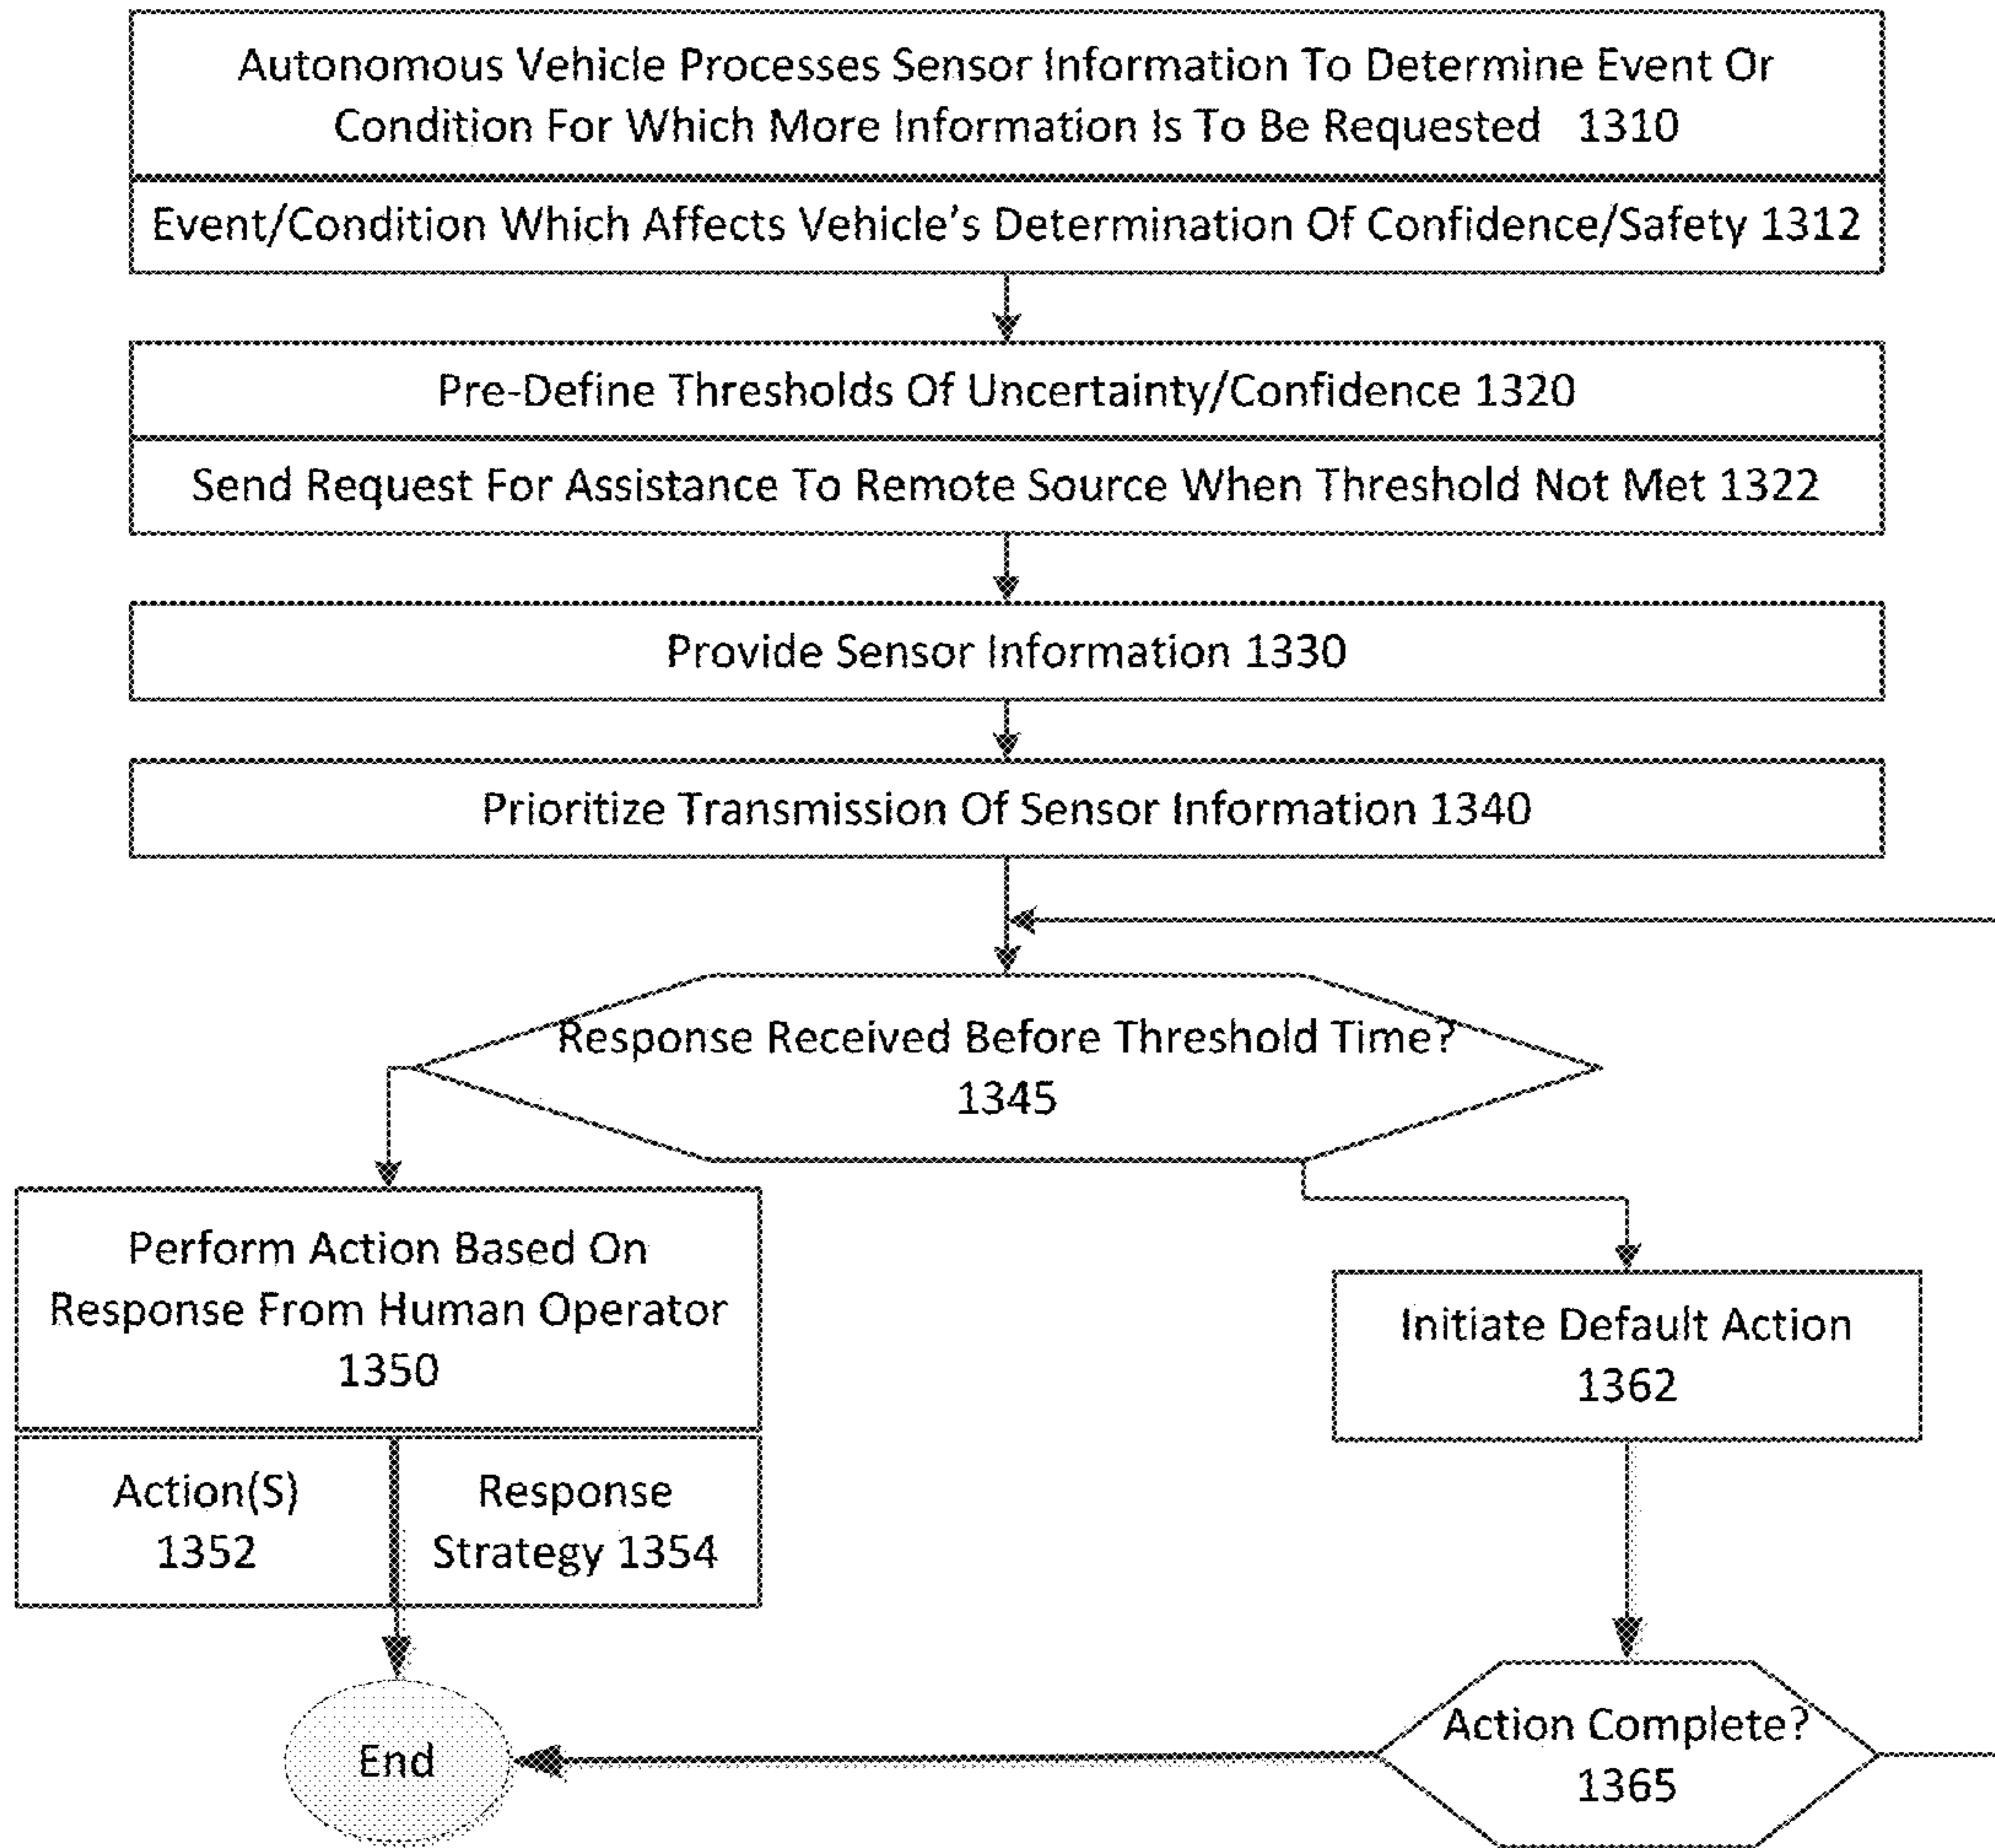 Autonomous Vehicle Processes Sensor Information To Determine Event Or
Condition For Which More Information Is To Be Requested 1310
Event/Condition Which Affects Vehicle's Determination Of Confidence/Safety 1312
Pre-Define Thresholds Of Uncertainty/Confidence 1320
Send Request For Assistance To Remote Source When Threshold Not Met 1322
Provide Sensor Information 1330
Prioritize Transmission Of Sensor Information 1340
Response Received Before Threshold Time?
1345
Perform Action Based On
Response From Human Operator
1350
Action(S)
1352
Response
Strategy 1354
Initiate Default Action
1362
Action Complete?
1365
End